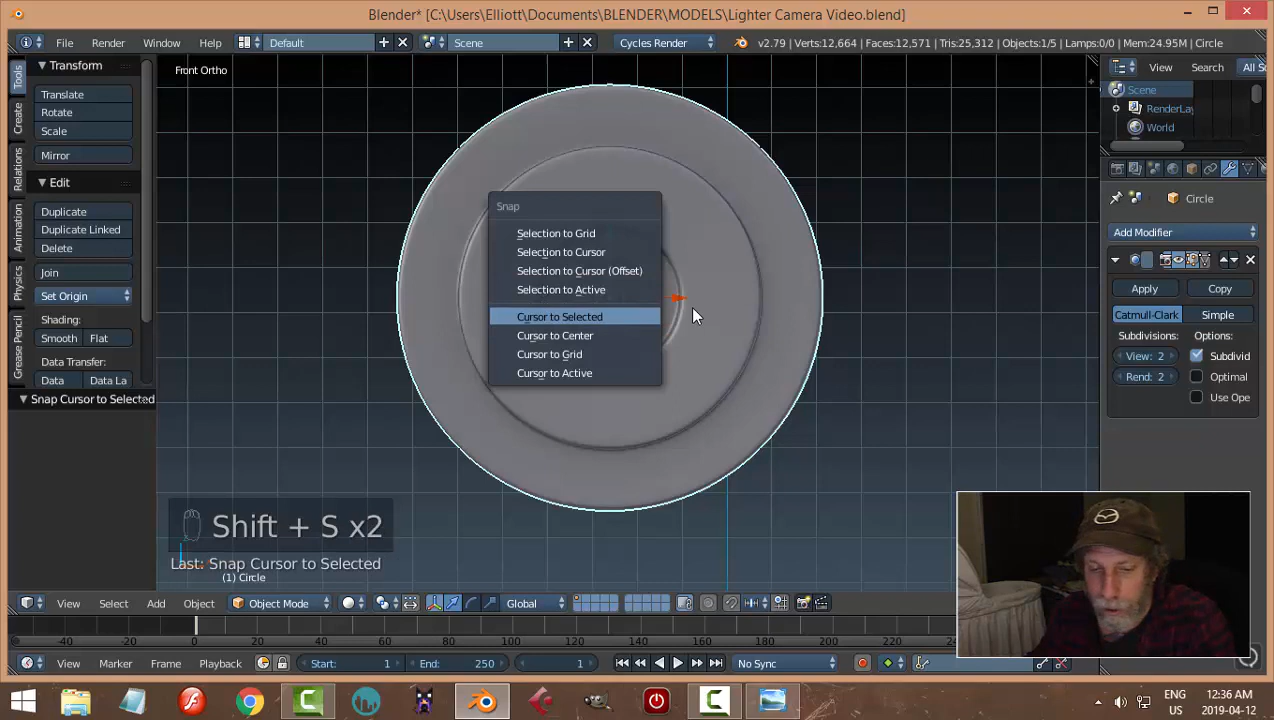 Blender* [C:\Users\Elliott\Documents\BLENDER\MODELS\Lighter Camera Video.blend]
File Render Window Help Default Scene Cycles Render v2.79 | Verts:12,664 | Faces:12,571 | Tris:25,312 | Objects:1/5 | Lamps:0/0 | Mem:24.95M | Circle
Tools
Create
Relations
Animation
Physics
Grease Pencil
Transform
Translate
Rotate
Scale
Mirror
Edit
Duplicate
Duplicate Linked
Delete
Join
Set Origin
Shading:
Smooth Flat
Data Transfer:
Data Data La
Snap Cursor to Selected
Front Ortho
Snap
Selection to Grid
Selection to Cursor
Selection to Cursor (Offset)
Selection to Active
Cursor to Selected
Cursor to Center
Cursor to Grid
Cursor to Active
Shift + S x2
Last: Snap Cursor to Selected
(1) Circle
View Search All S
Scene
RenderLay
World
Circle
Add Modifier
Apply Copy
Catmull-Clark Simple
Subdivisions: Options:
View: 2 Subdivid
Rend: 2 Optimal
Use Ope
View Select Add Object Object Mode Global
-40 -20 0 20 40 60 80 100 120 140 160 180 200
View Marker Frame Playback Start: 1 End: 250 1 No Sync
ENG 12:36 AM
US 2019-04-12